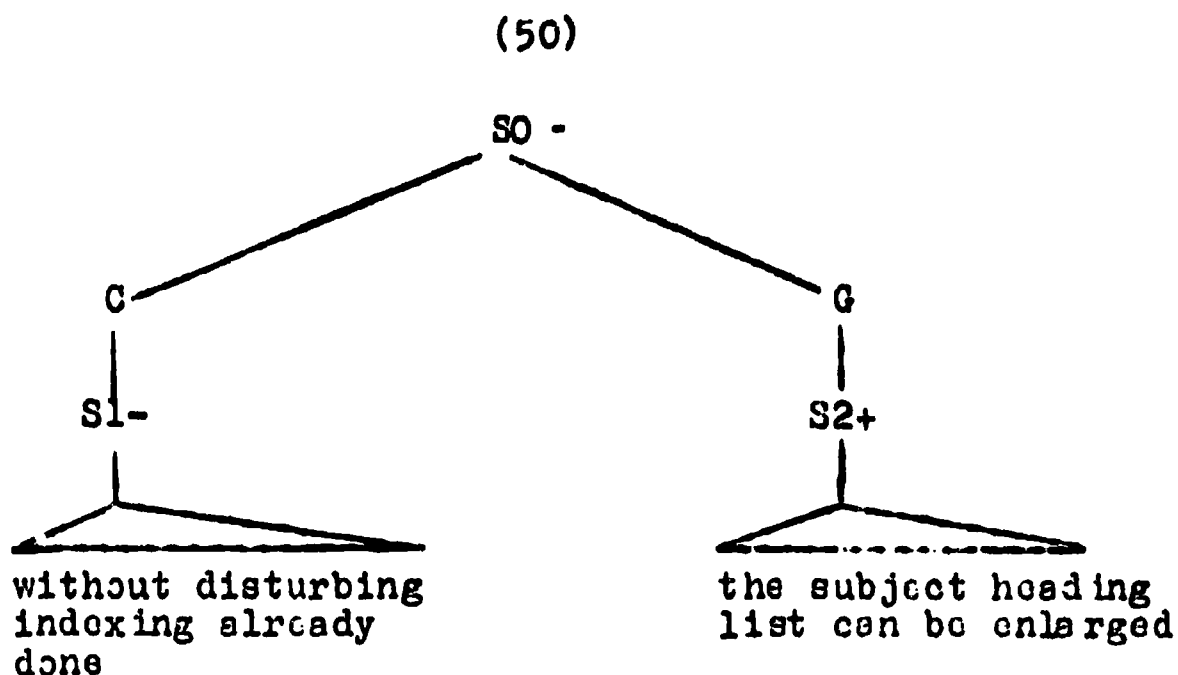 (50)
SO -
C
G
S1-
S2+
without disturbing
indexing already
done
the subject heading
list can be enlarged